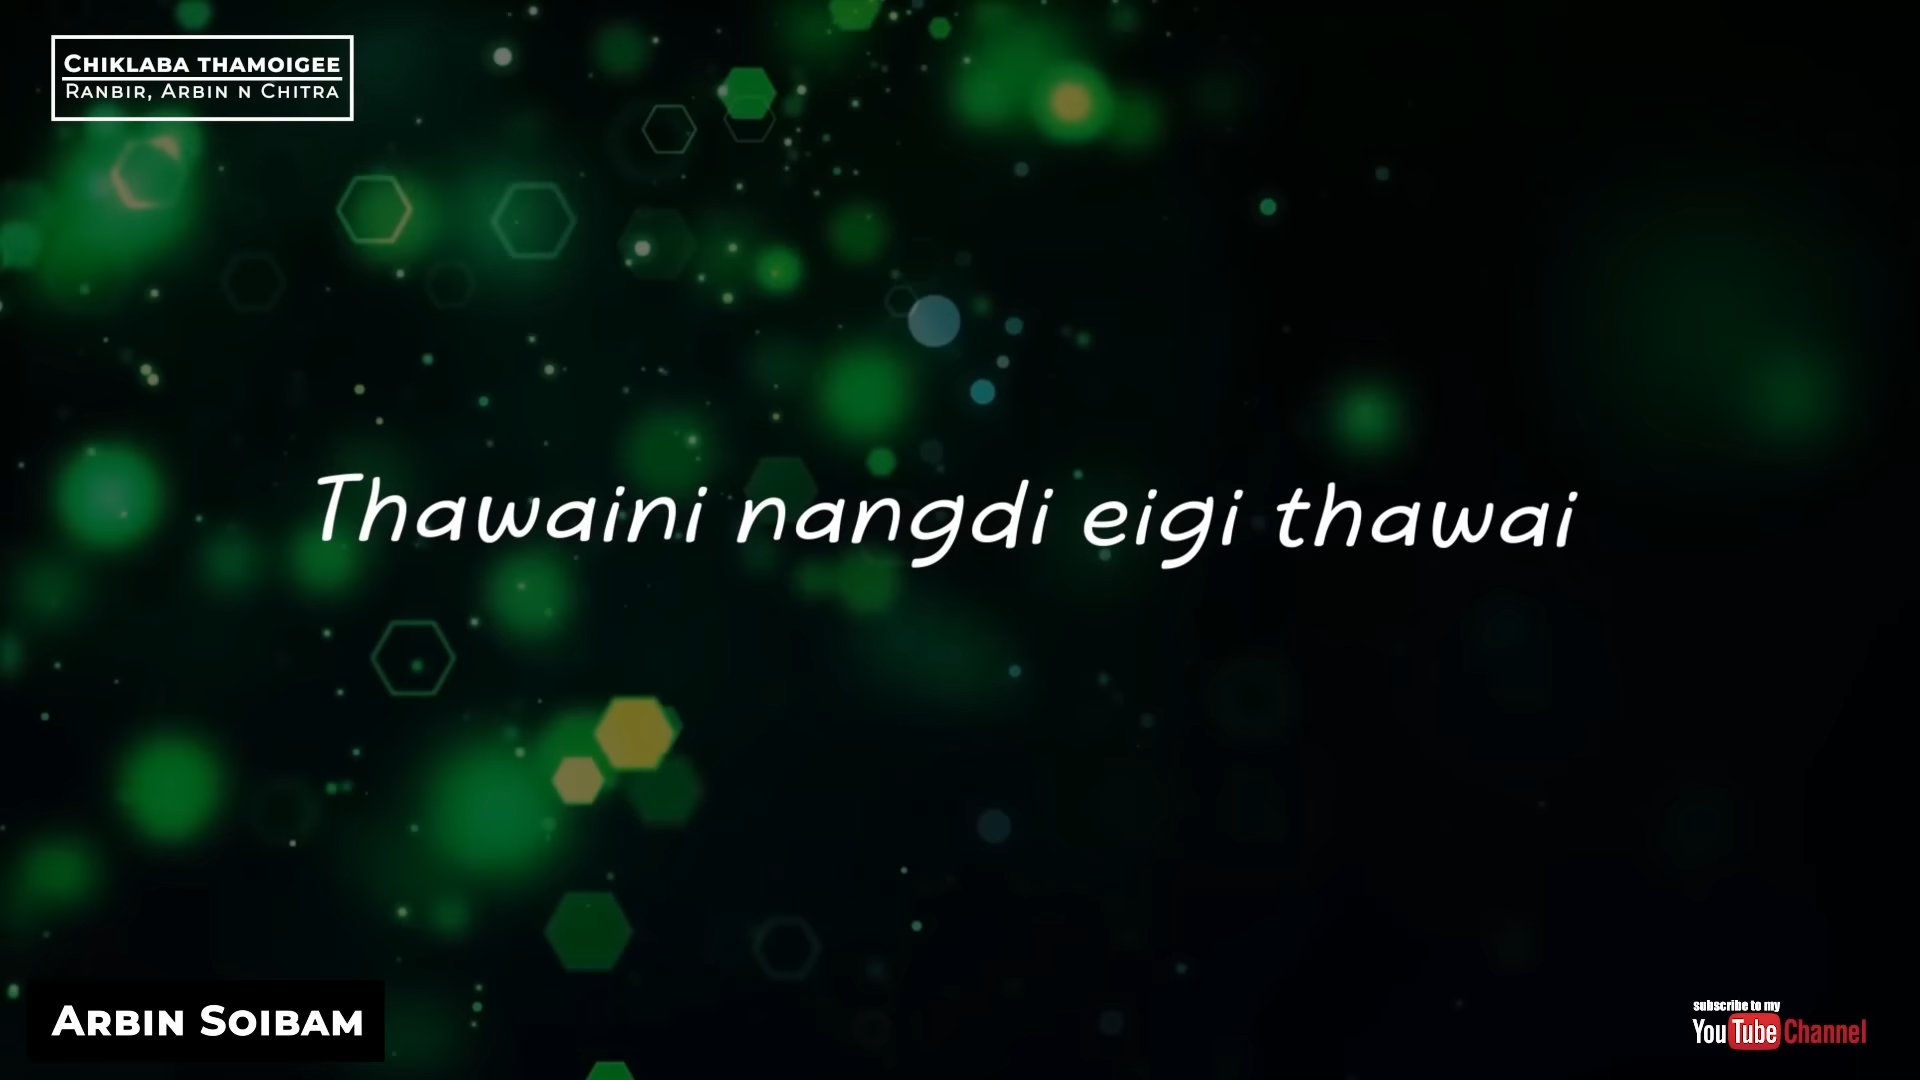 CHIKLABA THAMOIGEE
RANBIR, ARBIN N CHITRA
Thawaini nangdi eigi thawai
ARBIN SOIBAM
subscribe to my
YouTube Channel